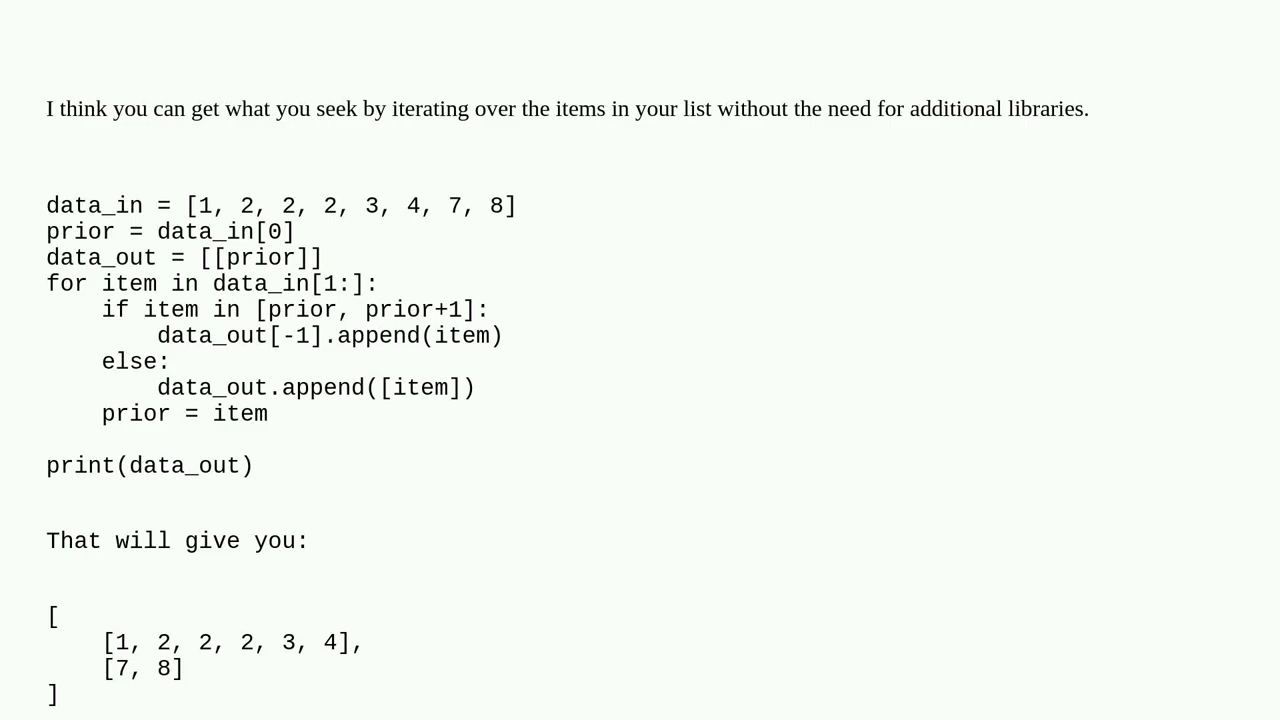 I think you can get what you seek by iterating over the items in your list without the need for additional libraries.
data_in = [1, 2, 2, 2, 3, 4, 7, 8]
prior = data_in[0]
data_out = [[prior]]
for item in data_in[1:]:
    if item in [prior, prior+1]:
        data_out[-1].append(item)
    else:
        data_out.append([item])
    prior = item
print(data_out)
That will give you:
[
    [1, 2, 2, 2, 3, 4],
    [7, 8]
]